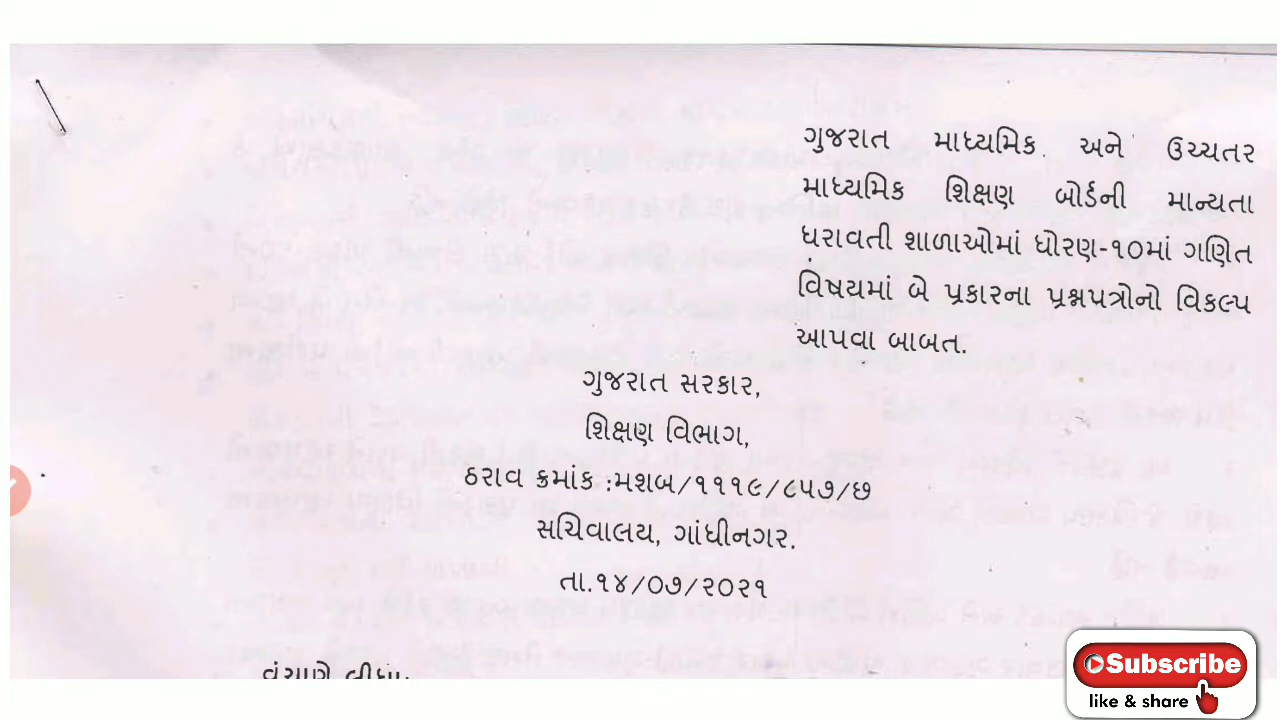 ગુજરાત માધ્યમિક અને ઉચ્ચતર
માધ્યમિક શિક્ષણ બોર્ડની માન્યતા
ધરાવતી શાળાઓમાં ધોરણ-૧૦માં ગણિત
વિષયમાં બે પ્રકારના પ્રશ્નપત્રોનો વિકલ્પ
આપવા બાબત.
ગુજરાત સરકાર,
શિક્ષણ વિભાગ,
ઠરાવ ક્રમાંક :મશબ/૧૧૧૯/૯૫૭/છ
સચિવાલય, ગાંધીનગર.
તા.૧૪/૦૭/૨૦૨૧
Subscribe
like & share